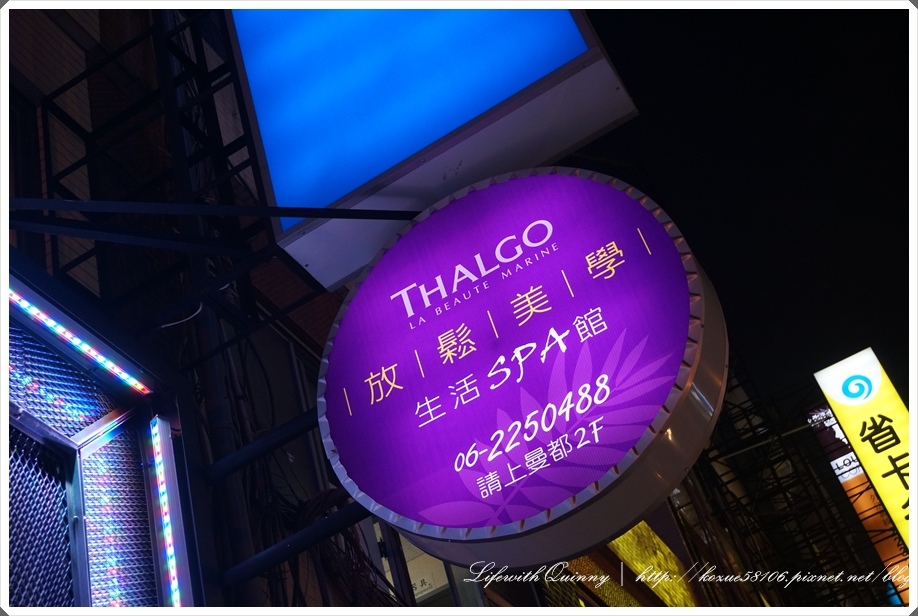 THALGO
LA BEAUTE MARINE
| 放 | 鬆 | 美 | 學 |
生活SPA館
06-2250488
請上曼都2F
省卡
Lifewith Quinny | http://kozue58106.pixnet.net/blog